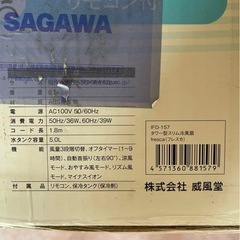 リモコン付
SAGAWA
電源 AC100V 50/60Hz
消費電力 50Hz/36W、60Hz/39W
コード長 1.8m
水タンク容 5.0L
機能 風量3段階切替、オフタイマー(1〜9
時間)、自動首振り(左右90°)、涼風モ
ード、おやすみ風モード、リズム風モ
ード、マイナスイオン
付属品 リモコン、保冷タンク(保冷剤)
IFD-157
タワー型スリム冷風扇
fresca(フレスカ)
4571360881579
株式会社 威風堂